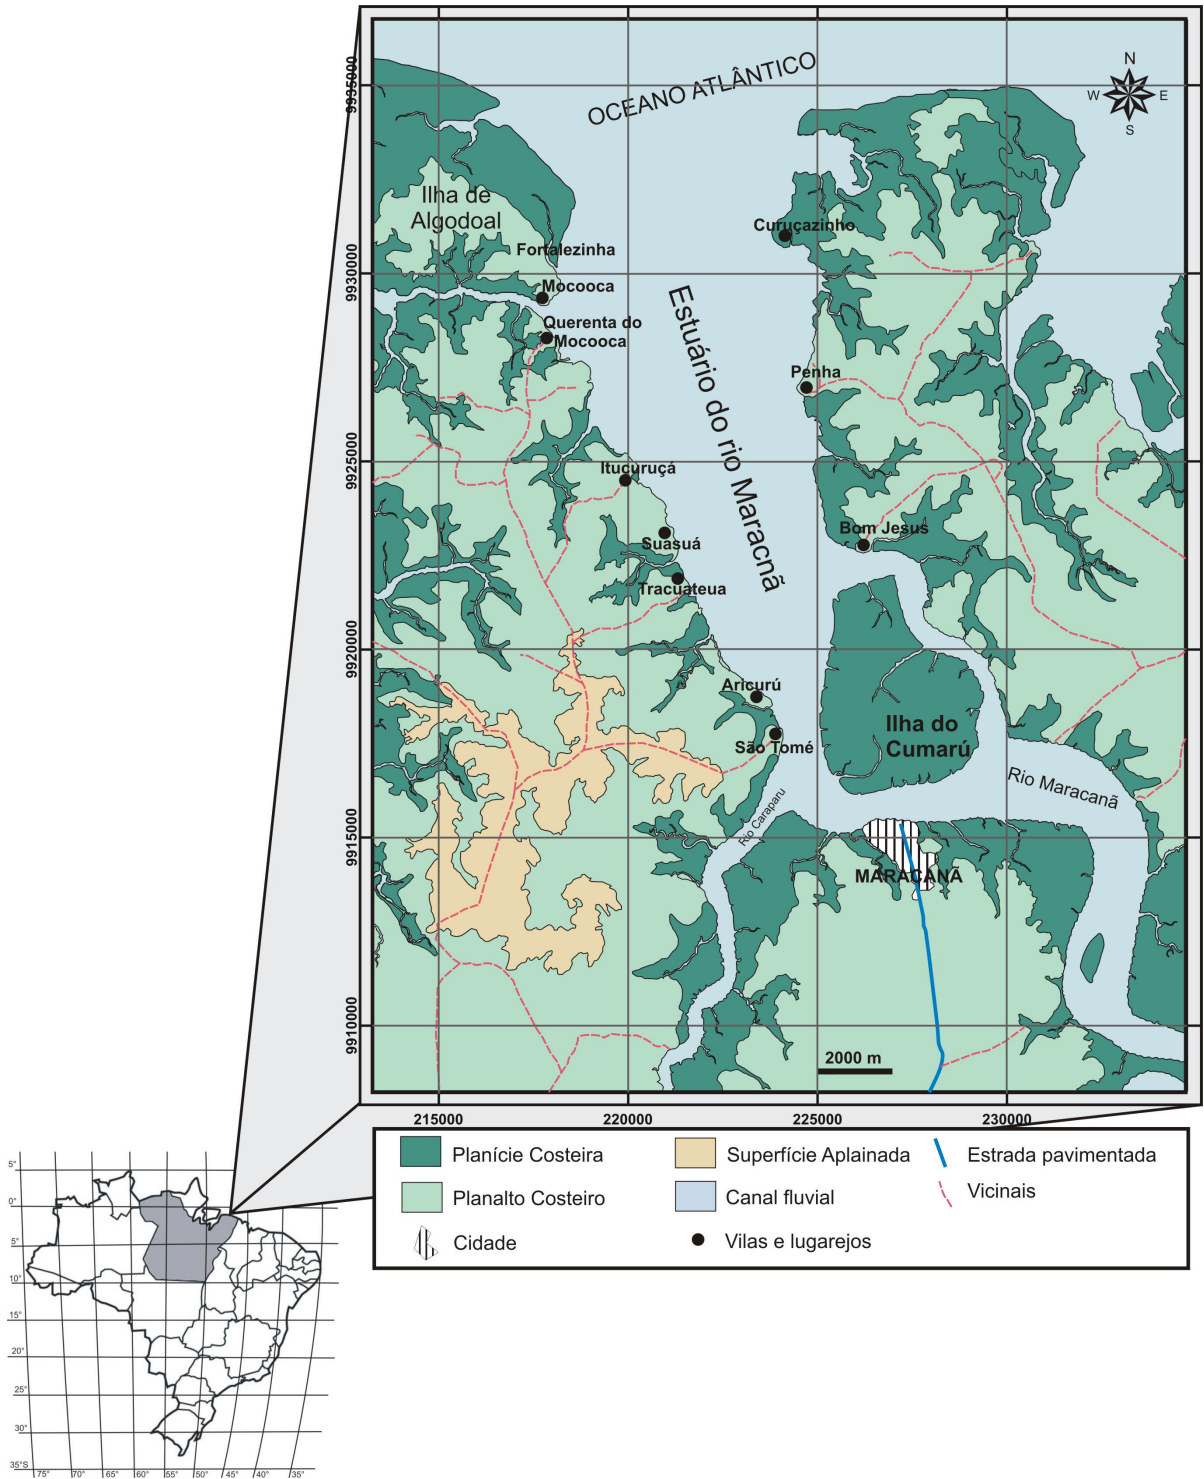 OCEANO ATLÂNTICO
N
W
E
S
9935000
Ilha de
Algodoal
Curuçazinho
Fortalezinha
9930000
Mocooca
Estuário do rio Maracnã
Querenta do
Mocooca
Penha
9925000
Itucuruçá
Bom Jesus
Suasuá
Tracuateua
9920000
Aricurú
Ilha do
Cumarú
São Tomé
Rio Maracanã
Rio Caraparu
9915000
MARACANÃ
9910000
2000 m
215000
220000
225000
230000
Planície Costeira
Superfície Aplainada
Estrada pavimentada
Planalto Costeiro
Canal fluvial
Vicinais
Cidade
Vilas e lugarejos
5°
0°
5°
10°
15°
20°
25°
30°
35°S
75°
70°
65°
60°
55°
50°
45°
40°
35°